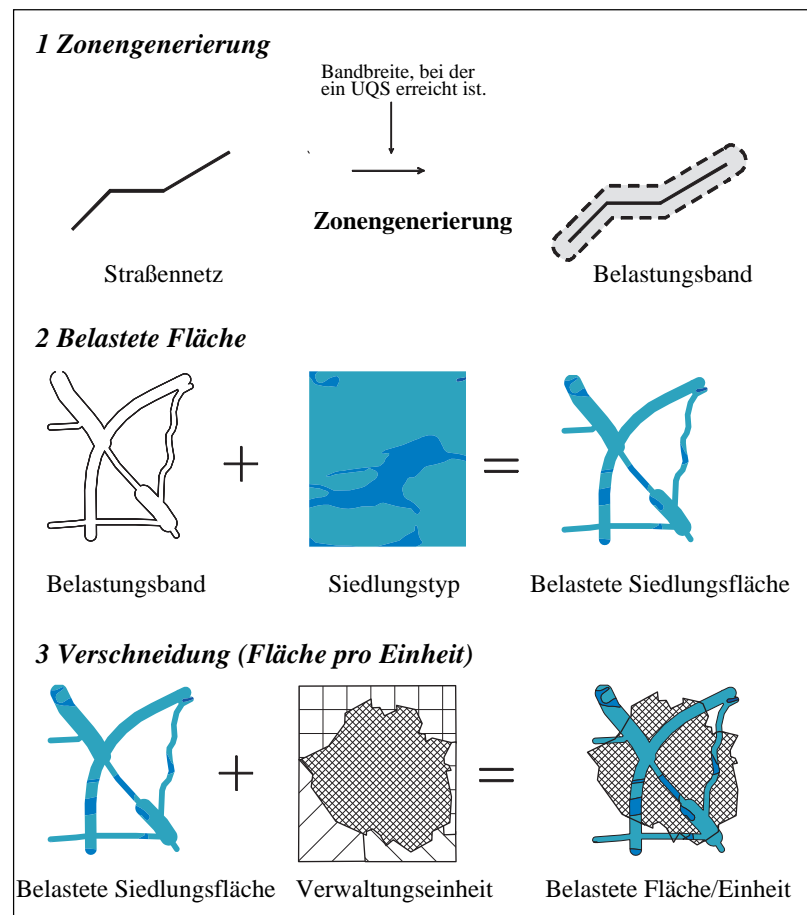 1 Zonengenerierung
Bandbreite, bei der
ein UQS erreicht ist.
Zonengenerierung
Straßennetz
Belastungsband
2 Belastete Fläche
+
=
Belastungsband
Siedlungstyp
Belastete Siedlungsfläche
3 Verschneidung (Fläche pro Einheit)
+
=
Belastete Siedlungsfläche
Verwaltungseinheit
Belastete Fläche/Einheit